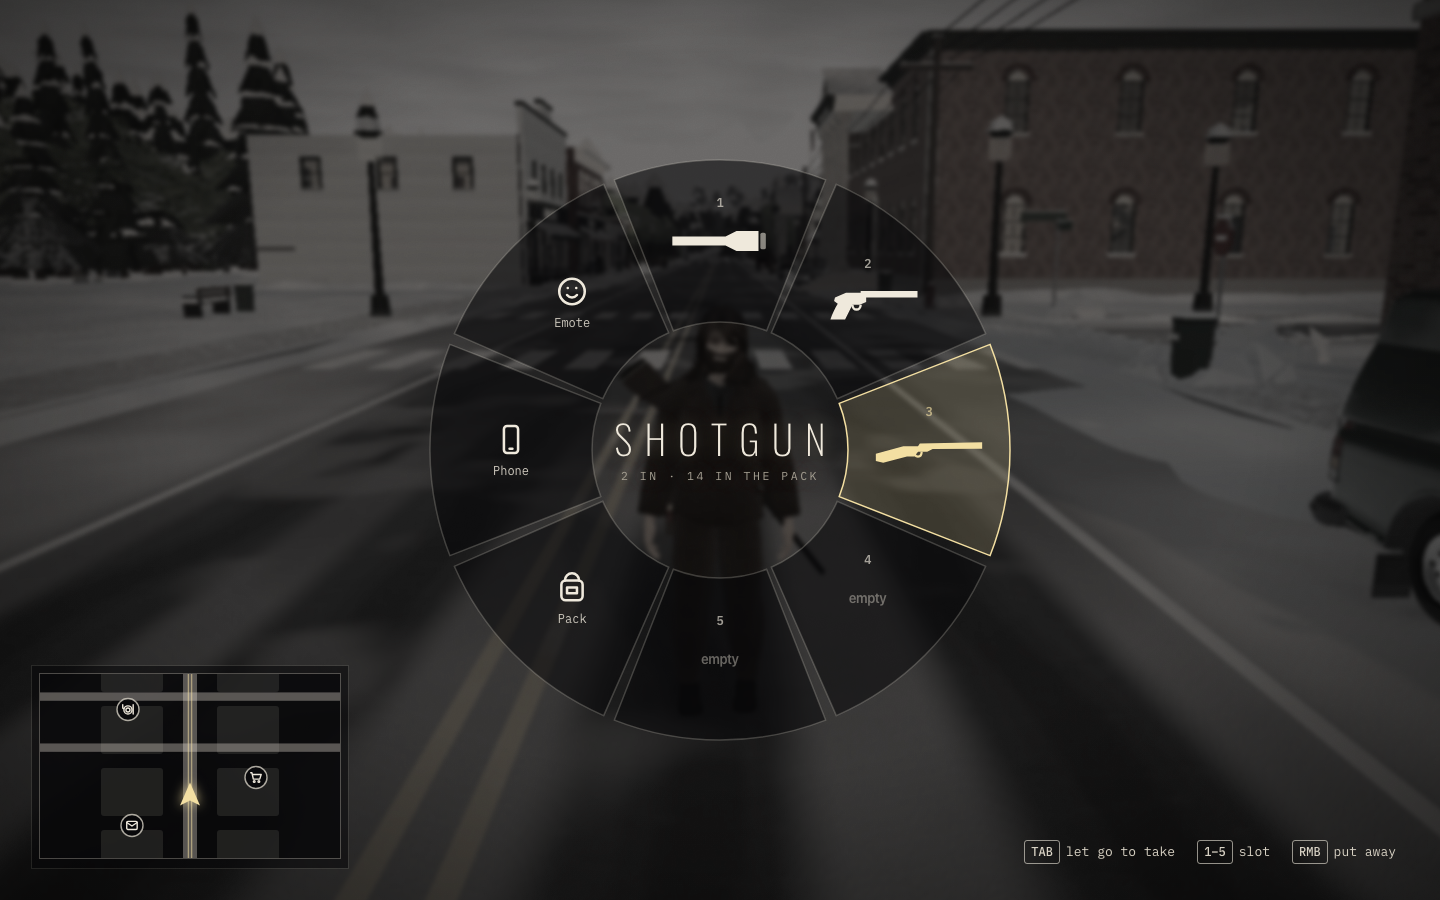 1
2
Emote
3
SHOTGUN
Phone
2 IN · 14 IN THE PACK
4
empty
Pack
5
empty
TAB let go to take 1–5 slot RMB put away